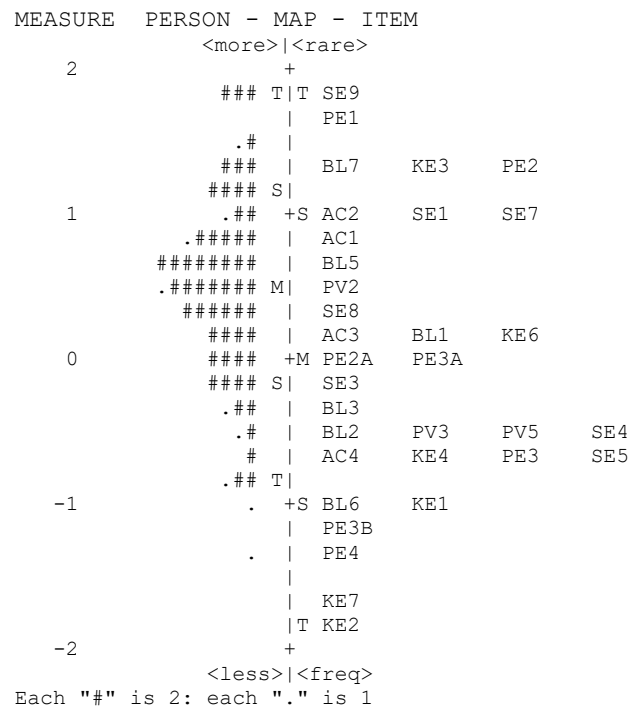 MEASURE   PERSON - MAP - ITEM
               <more>|<rare>
    2                +
                 ### T|T SE9
                     |   PE1
                  .# |
                 ### |   BL7    KE3    PE2
                #### S|
    1            .## +S AC2    SE1    SE7
              .##### |   AC1
            ######## |   BL5
            .####### M|  PV2
              ###### |   SE8
                #### |   AC3    BL1    KE6
    0           #### +M PE2A   PE3A
                #### S|  SE3
                 .## |   BL3
                  .# |   BL2    PV3    PV5    SE4
                   # |   AC4    KE4    PE3    SE5
                 .## T|
   -1              . +S BL6    KE1
                     |   PE3B
                   . |   PE4
                     |
                     |   KE7
                     |T KE2
   -2                +
               <less>|<freq>
Each "#" is 2: each "." is 1